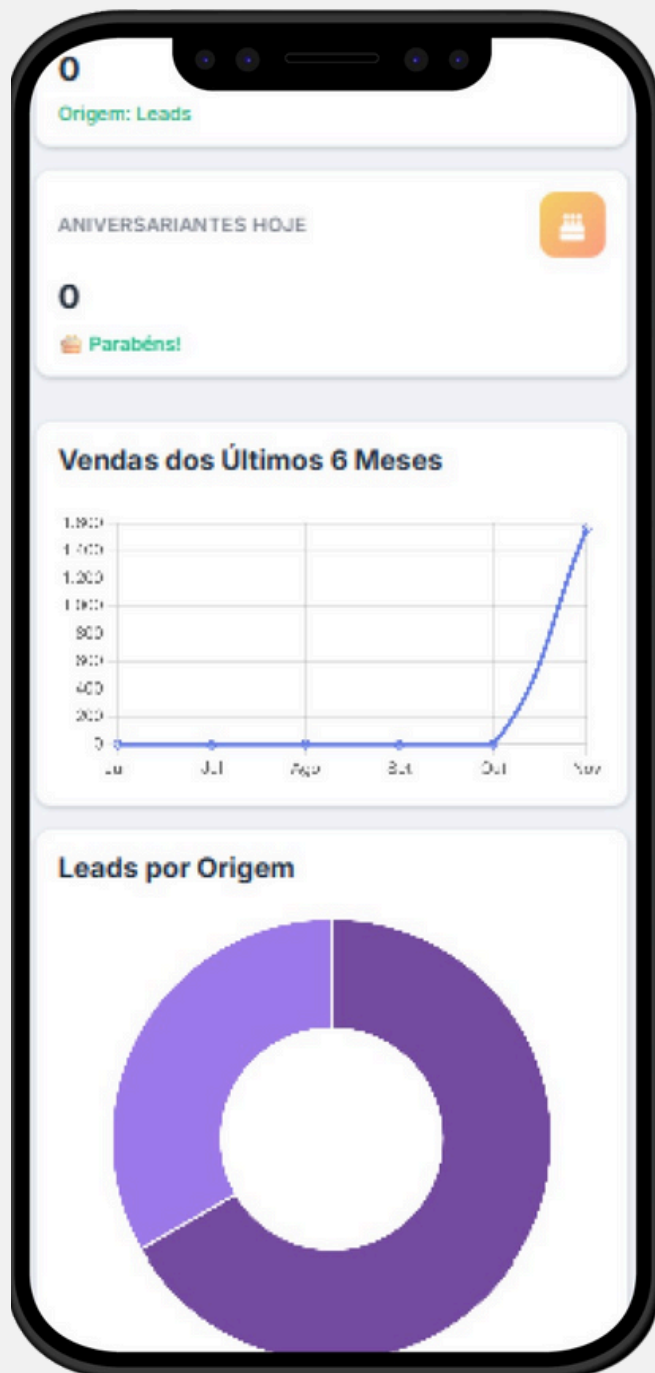 0
Origem: Leads
ANIVERSARIANTES HOJE
0
Parabéns!
Vendas dos Últimos 6 Meses
1.200
800
400
200
0
Jul
Ago
Set
Out
Nov
Leads por Origem